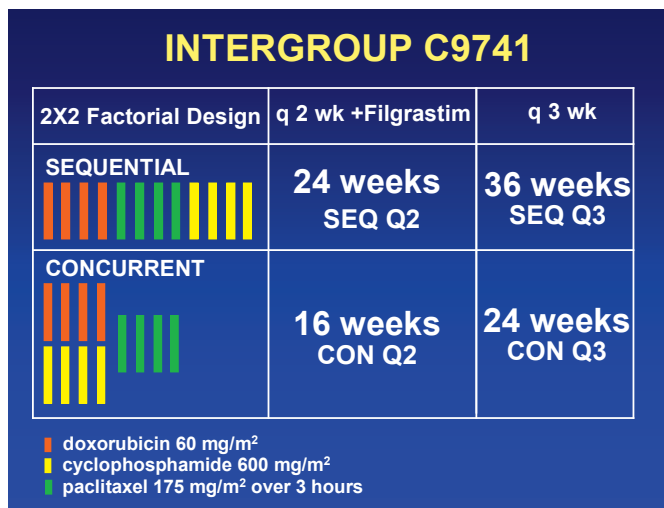 INTERGROUP C9741
2X2 Factorial Design
q 2 wk +Filgrastim
q 3 wk
SEQUENTIAL
24 weeks
SEQ Q2
36 weeks
SEQ Q3
CONCURRENT
16 weeks
CON Q2
24 weeks
CON Q3
doxorubicin 60 mg/m²
cyclophosphamide 600 mg/m²
paclitaxel 175 mg/m² over 3 hours